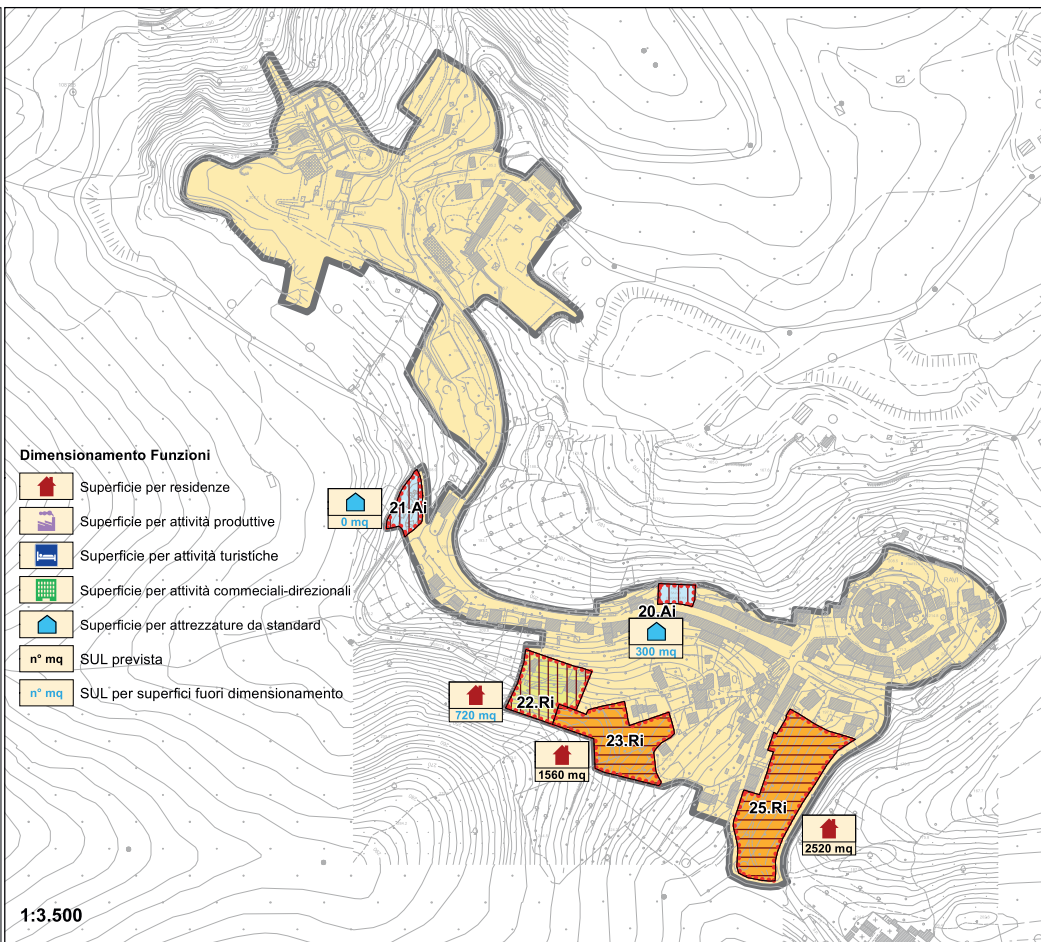 Dimensionamento Funzioni
Superficie per residenze
Superficie per attività produttive
Superficie per attività turistiche
Superficie per attività commeciali-direzionali
Superficie per attrezzature da standard
n° mq SUL prevista
n° mq SUL per superfici fuori dimensionamento
21.Ai
0 mq
20.Ai
300 mq
22.Ri
720 mq
23.Ri
1560 mq
25.Ri
2520 mq
1:3.500